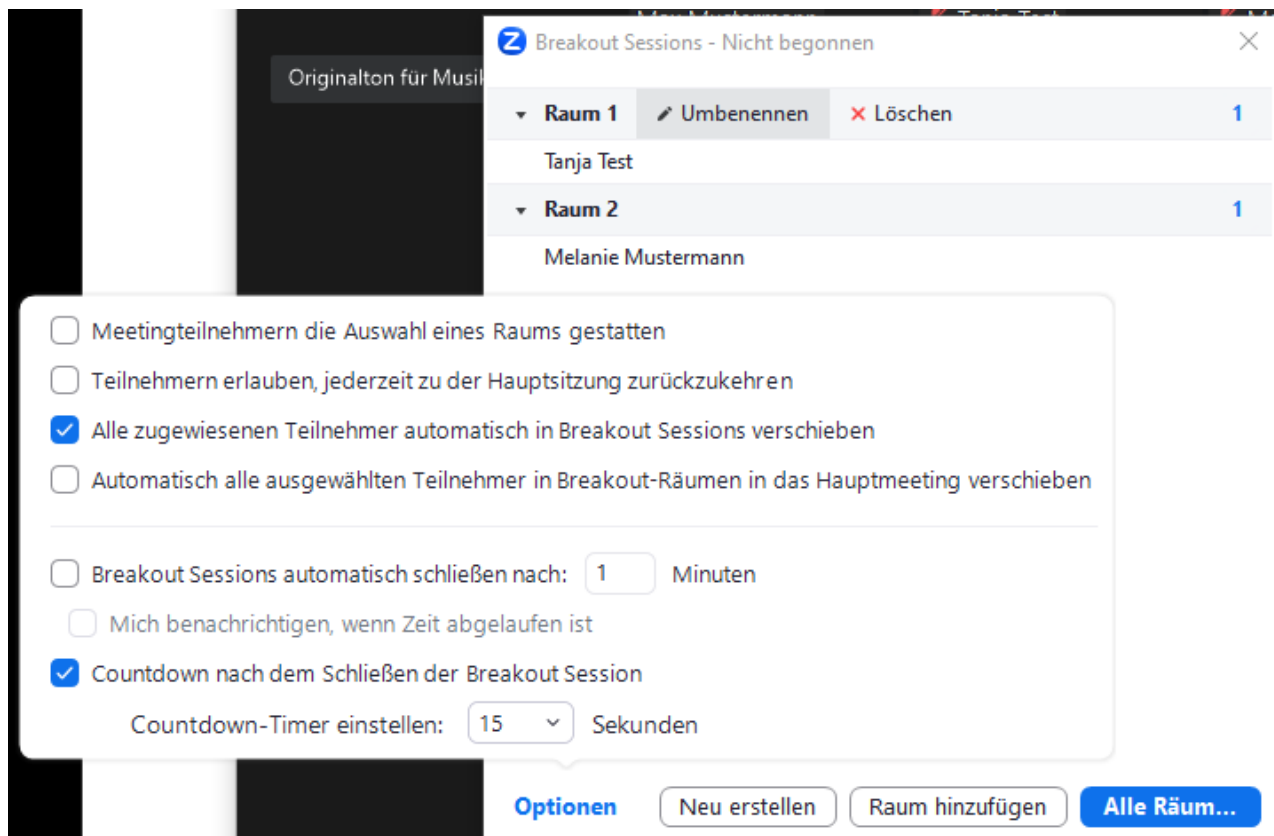 Breakout Sessions - Nicht begonnen
Originalton für Musik
Raum 1 Umbenennen Löschen 1
Tanja Test
Raum 2 1
Melanie Mustermann
Meetingteilnehmern die Auswahl eines Raums gestatten
Teilnehmern erlauben, jederzeit zu der Hauptsitzung zurückzukehren
Alle zugewiesenen Teilnehmer automatisch in Breakout Sessions verschieben
Automatisch alle ausgewählten Teilnehmer in Breakout-Räumen in das Hauptmeeting verschieben
Breakout Sessions automatisch schließen nach: 1 Minuten
Mich benachrichtigen, wenn Zeit abgelaufen ist
Countdown nach dem Schließen der Breakout Session
Countdown-Timer einstellen: 15 Sekunden
Optionen Neu erstellen Raum hinzufügen Alle Räum...